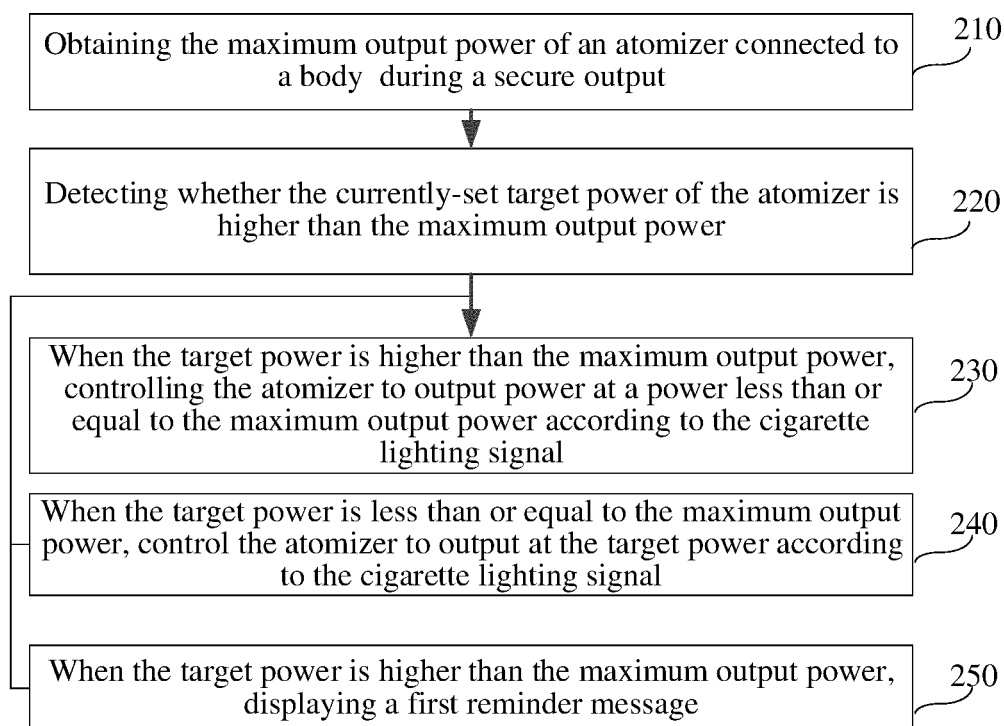 Obtaining the maximum output power of an atomizer connected to
a body during a secure output
210
Detecting whether the currently-set target power of the atomizer is
higher than the maximum output power
220
When the target power is higher than the maximum output power,
controlling the atomizer to output power at a power less than or
equal to the maximum output power according to the cigarette
lighting signal
230
When the target power is less than or equal to the maximum output
power, control the atomizer to output at the target power according
to the cigarette lighting signal
240
When the target power is higher than the maximum output power,
displaying a first reminder message
250